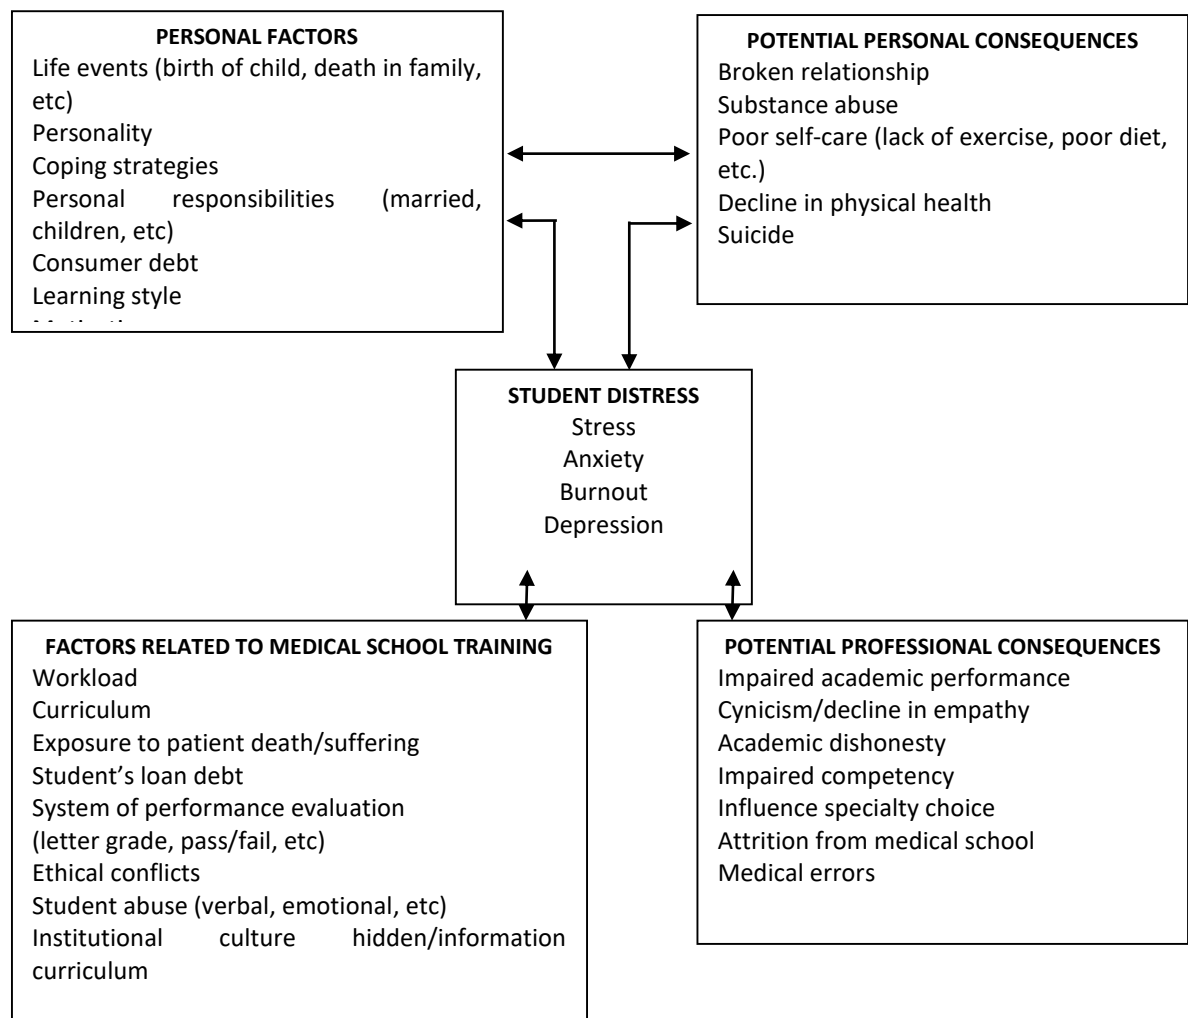 PERSONAL FACTORS
Life events (birth of child, death in family,
etc)
Personality
Coping strategies
Personal responsibilities (married,
children, etc)
Consumer debt
Learning style
POTENTIAL PERSONAL CONSEQUENCES
Broken relationship
Substance abuse
Poor self-care (lack of exercise, poor diet,
etc.)
Decline in physical health
Suicide
STUDENT DISTRESS
Stress
Anxiety
Burnout
Depression
FACTORS RELATED TO MEDICAL SCHOOL TRAINING
Workload
Curriculum
Exposure to patient death/suffering
Student’s loan debt
System of performance evaluation
(letter grade, pass/fail, etc)
Ethical conflicts
Student abuse (verbal, emotional, etc)
Institutional culture hidden/information
curriculum
POTENTIAL PROFESSIONAL CONSEQUENCES
Impaired academic performance
Cynicism/decline in empathy
Academic dishonesty
Impaired competency
Influence specialty choice
Attrition from medical school
Medical errors